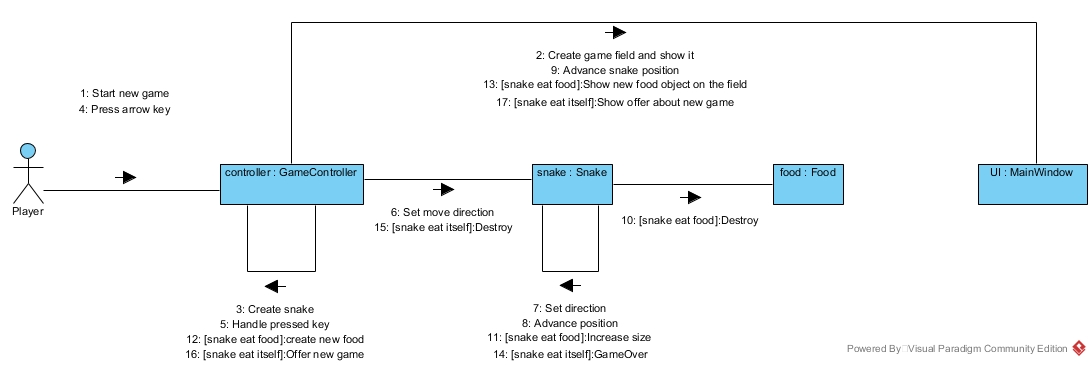 2: Create game field and show it
9: Advance snake position
13: [snake eat food]:Show new food object on the field
17: [snake eat itself]:Show offer about new game
1: Start new game
4: Press arrow key
Player
controller : GameController
snake : Snake
food : Food
UI : MainWindow
6: Set move direction
15: [snake eat itself]:Destroy
10: [snake eat food]:Destroy
3: Create snake
5: Handle pressed key
12: [snake eat food]:create new food
16: [snake eat itself]:Offer new game
7: Set direction
8: Advance position
11: [snake eat food]:Increase size
14: [snake eat itself]:GameOver
Powered By Visual Paradigm Community Edition